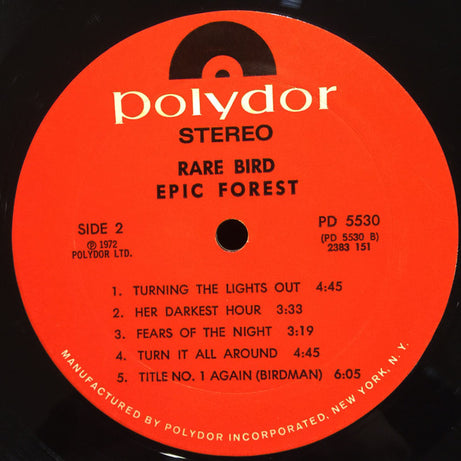 polydor
STEREO
RARE BIRD
EPIC FOREST
SIDE 2
℗ 1972
POLYDOR LTD.
PD 5530
(PD 5530 B)
2383 151
1. TURNING THE LIGHTS OUT 4:45
2. HER DARKEST HOUR 3:33
3. FEARS OF THE NIGHT 3:19
4. TURN IT ALL AROUND 4:45
5. TITLE NO. 1 AGAIN (BIRDMAN) 6:05
MANUFACTURED BY POLYDOR INCORPORATED. NEW YORK, N. Y.